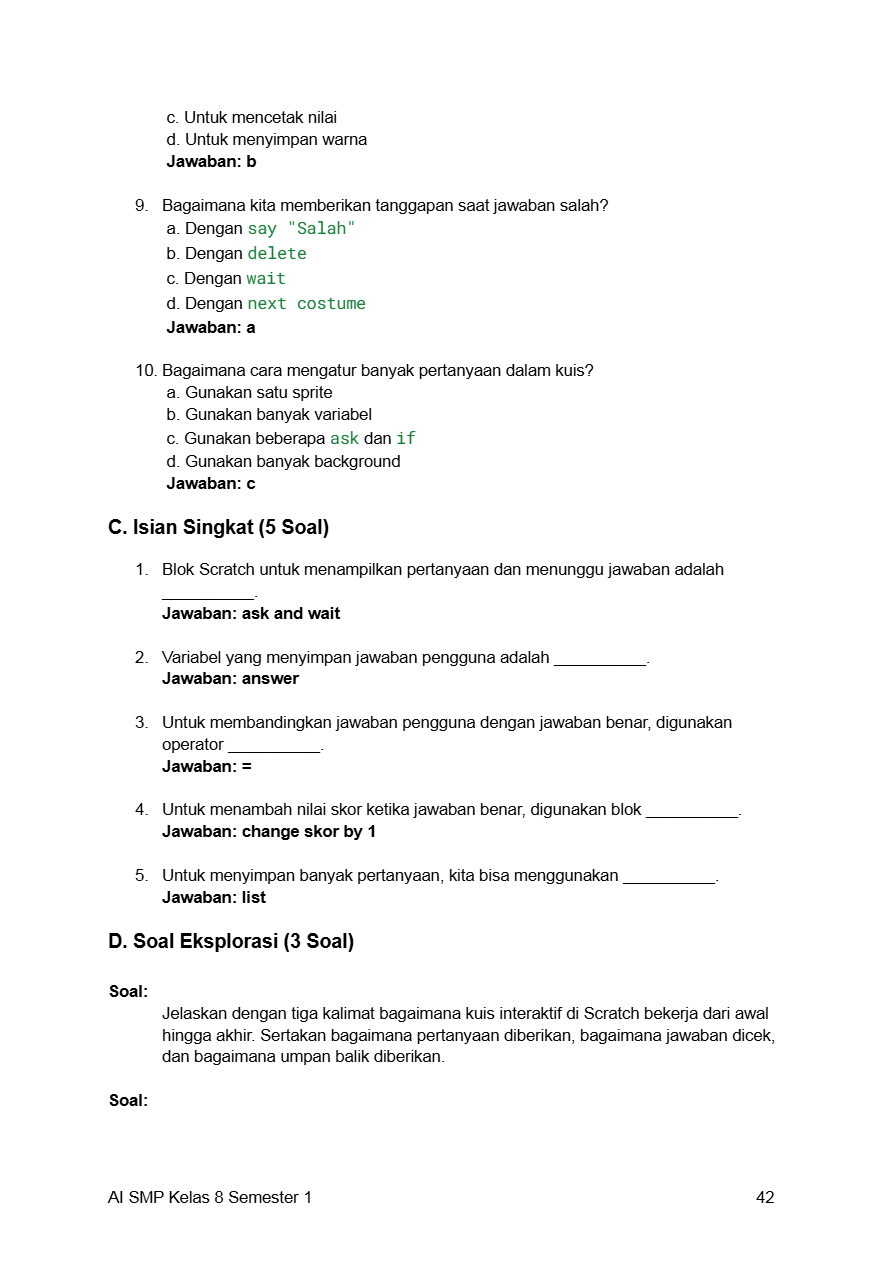 c. Untuk mencetak nilai
d. Untuk menyimpan warna
Jawaban: b
9. Bagaimana kita memberikan tanggapan saat jawaban salah?
a. Dengan say "Salah"
b. Dengan delete
c. Dengan wait
d. Dengan next costume
Jawaban: a
10. Bagaimana cara mengatur banyak pertanyaan dalam kuis?
a. Gunakan satu sprite
b. Gunakan banyak variabel
c. Gunakan beberapa ask dan if
d. Gunakan banyak background
Jawaban: c
C. Isian Singkat (5 Soal)
1. Blok Scratch untuk menampilkan pertanyaan dan menunggu jawaban adalah
__________.
Jawaban: ask and wait
2. Variabel yang menyimpan jawaban pengguna adalah __________.
Jawaban: answer
3. Untuk membandingkan jawaban pengguna dengan jawaban benar, digunakan
operator __________.
Jawaban: =
4. Untuk menambah nilai skor ketika jawaban benar, digunakan blok __________.
Jawaban: change skor by 1
5. Untuk menyimpan banyak pertanyaan, kita bisa menggunakan __________.
Jawaban: list
D. Soal Eksplorasi (3 Soal)
Soal:
Jelaskan dengan tiga kalimat bagaimana kuis interaktif di Scratch bekerja dari awal
hingga akhir. Sertakan bagaimana pertanyaan diberikan, bagaimana jawaban dicek,
dan bagaimana umpan balik diberikan.
Soal:
AI SMP Kelas 8 Semester 1 42